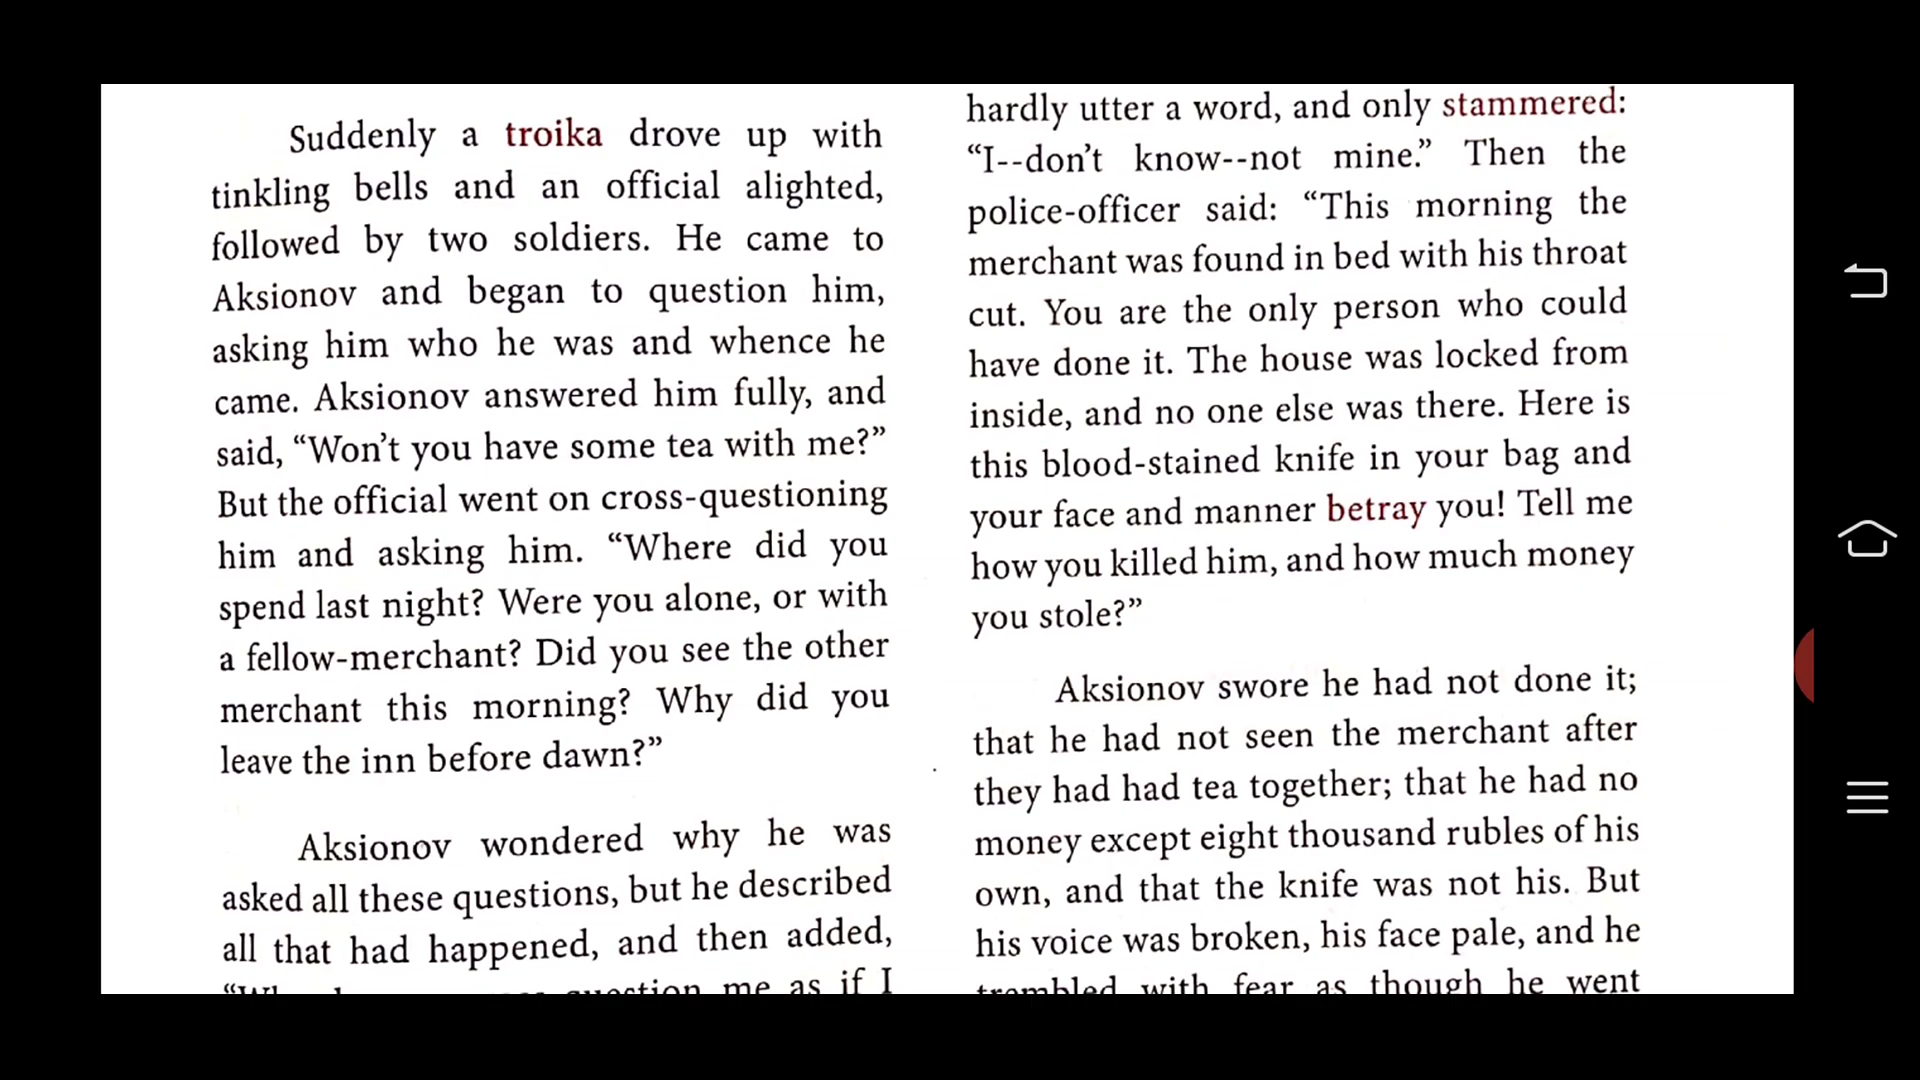 Suddenly a troika drove up with
tinkling bells and an official alighted,
followed by two soldiers. He came to
Aksionov and began to question him,
asking him who he was and whence he
came. Aksionov answered him fully, and
said, “Won’t you have some tea with me?”
But the official went on cross-questioning
him and asking him. “Where did you
spend last night? Were you alone, or with
a fellow-merchant? Did you see the other
merchant this morning? Why did you
leave the inn before dawn?”
Aksionov wondered why he was
asked all these questions, but he described
all that had happened, and then added,
question me as if I
hardly utter a word, and only stammered:
“I--don’t know--not mine.” Then the
police-officer said: “This morning the
merchant was found in bed with his throat
cut. You are the only person who could
have done it. The house was locked from
inside, and no one else was there. Here is
this blood-stained knife in your bag and
your face and manner betray you! Tell me
how you killed him, and how much money
you stole?”
Aksionov swore he had not done it;
that he had not seen the merchant after
they had had tea together; that he had no
money except eight thousand rubles of his
own, and that the knife was not his. But
his voice was broken, his face pale, and he
trembled with fear as though he went